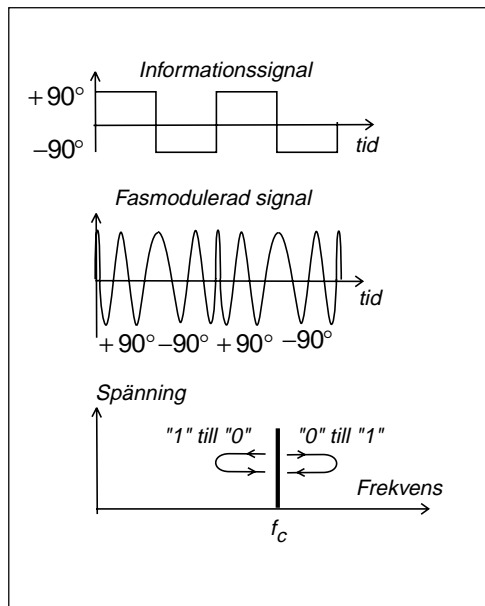 Informationssignal
+90°
−90°
tid
Fasmodulerad signal
tid
+90° −90° +90° −90°
Spänning
"1" till "0" "0" till "1"
Frekvens
fc